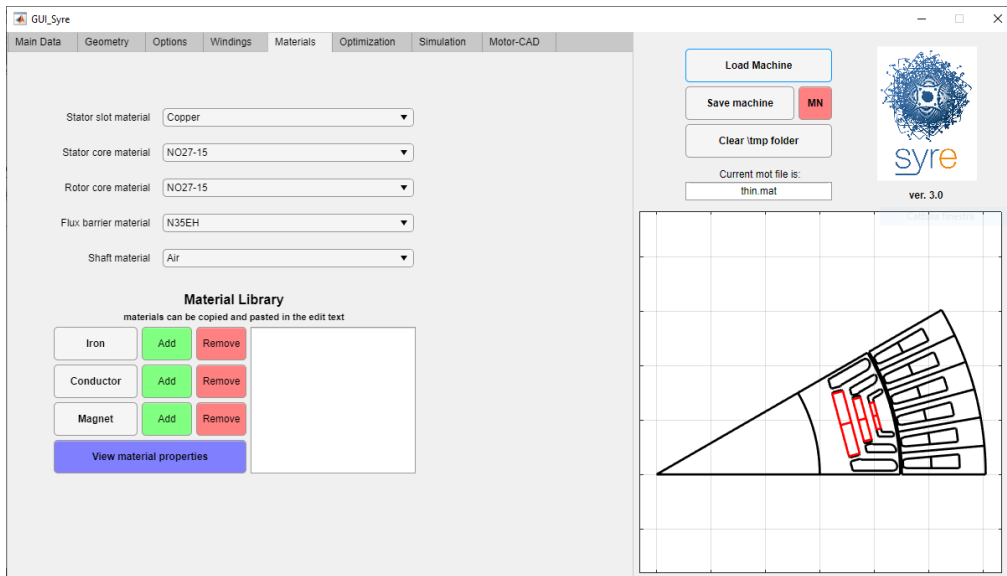 GUI_Syre
Main Data Geometry Options Windings Materials Optimization Simulation Motor-CAD
Stator slot material Copper
Stator core material NO27-15
Rotor core material NO27-15
Flux barrier material N35EH
Shaft material Air
Material Library
materials can be copied and pasted in the edit text
Iron Add Remove
Conductor Add Remove
Magnet Add Remove
View material properties
Load Machine
Save machine MN
Clear \tmp folder
Current mot file is:
thin.mat
syre
ver. 3.0